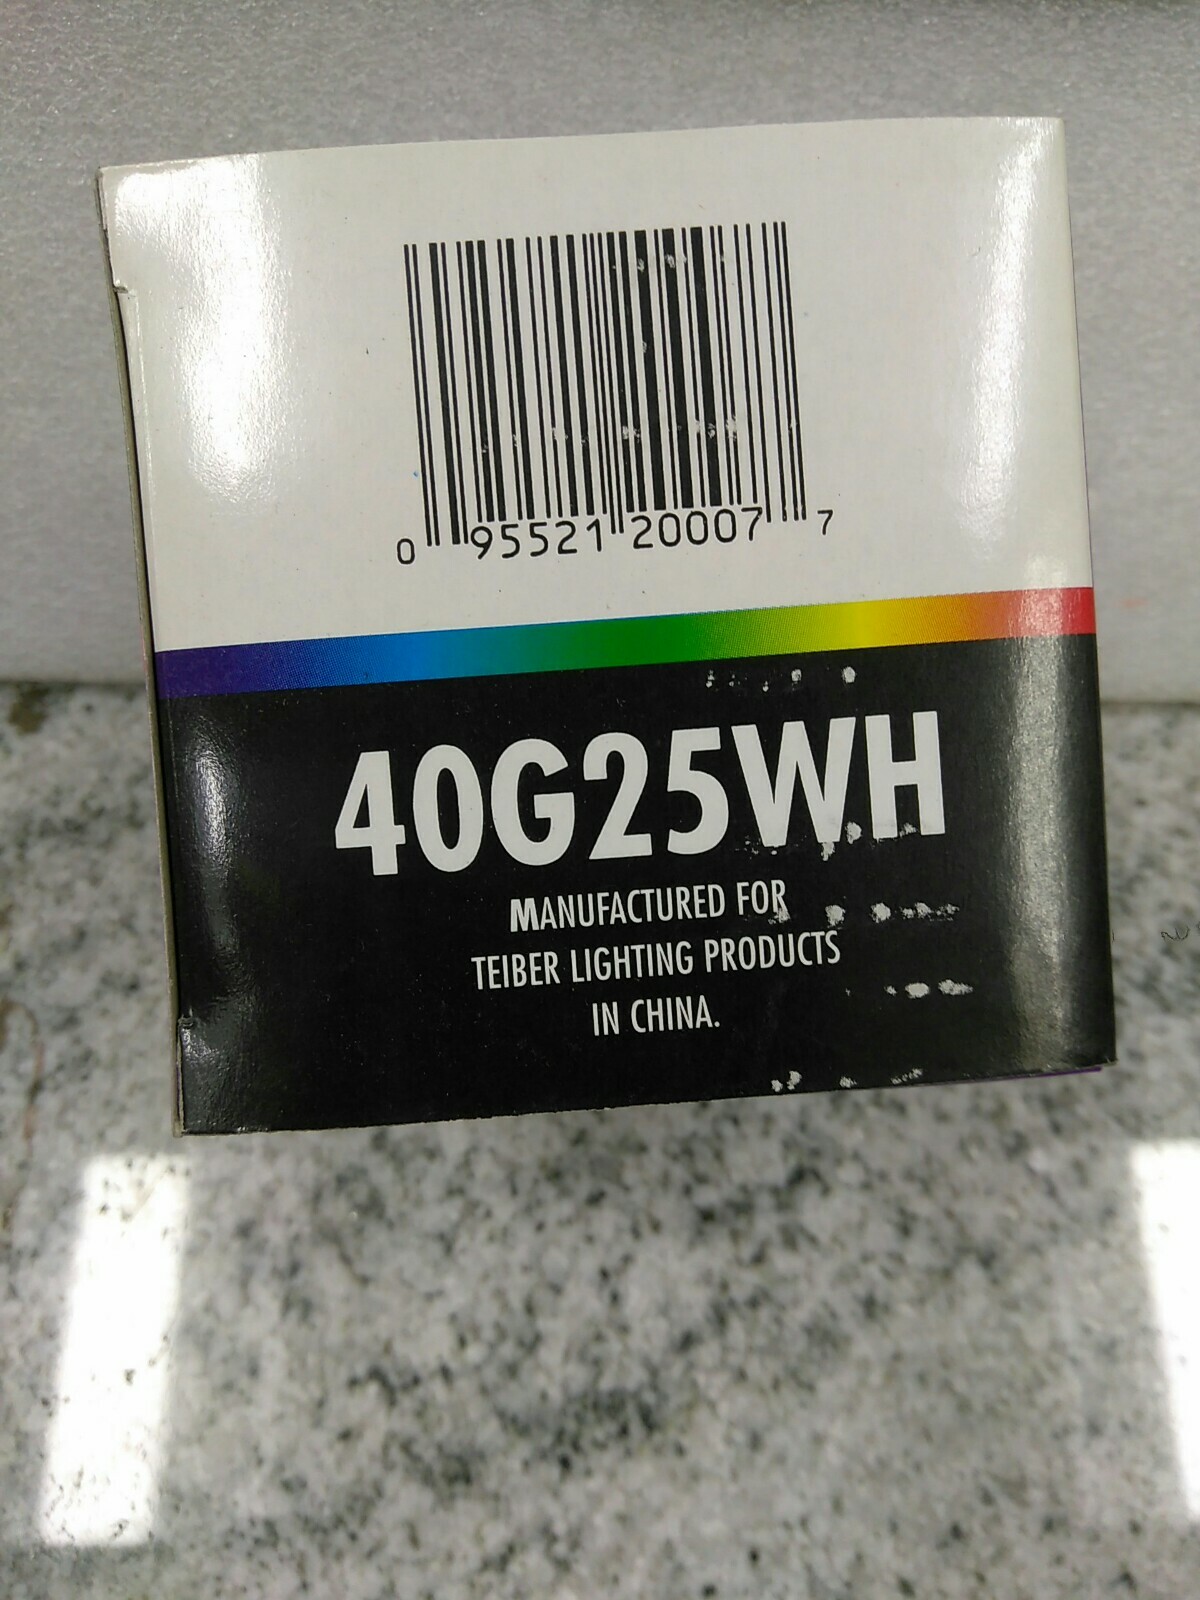 0 95521 20007 7
40G25WH
MANUFACTURED FOR
TEIBER LIGHTING PRODUCTS
IN CHINA.